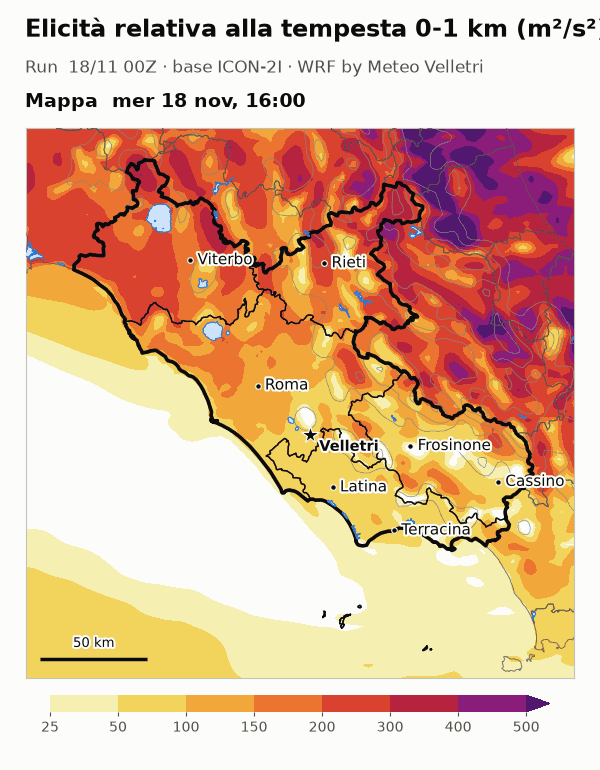 Elicità relativa alla tempesta 0-1 km (m²/s²)
Run 18/11 00Z · base ICON-2I · WRF by Meteo Velletri
Mappa mer 18 nov, 16:00
Viterbo
Rieti
Roma
Velletri
Frosinone
Cassino
Latina
Terracina
50 km
25 50 100 150 200 300 400 500